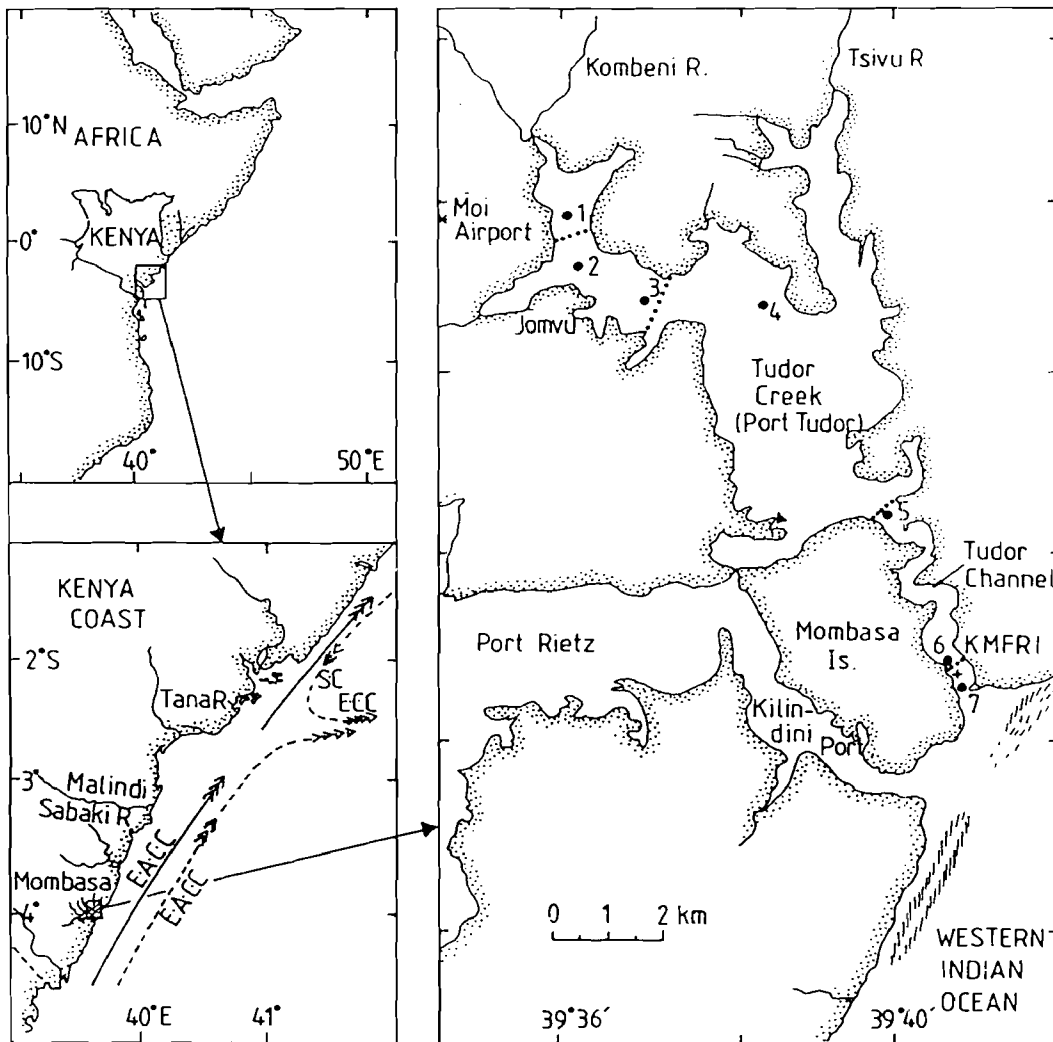 10°N
AFRICA
KENYA
0°
10°S
40°
50°E
KENYA
COAST
2°S
Tana R.
SC
ECC
3°
Malindi
Sabaki R
EACC
EACC
Mombasa
4°
40°E
41°
Kombeni R.
Tsivu R
Moi
Airport
1
2
3
4
Jomvu
Tudor
Creek
(Port Tudor)
5
Tudor
Channel
Port Rietz
Mombasa
Is.
6
KMFRI
7
Kilin-
dini
Port
0 1 2 km
WESTERN
INDIAN
OCEAN
39°36′
39°40′